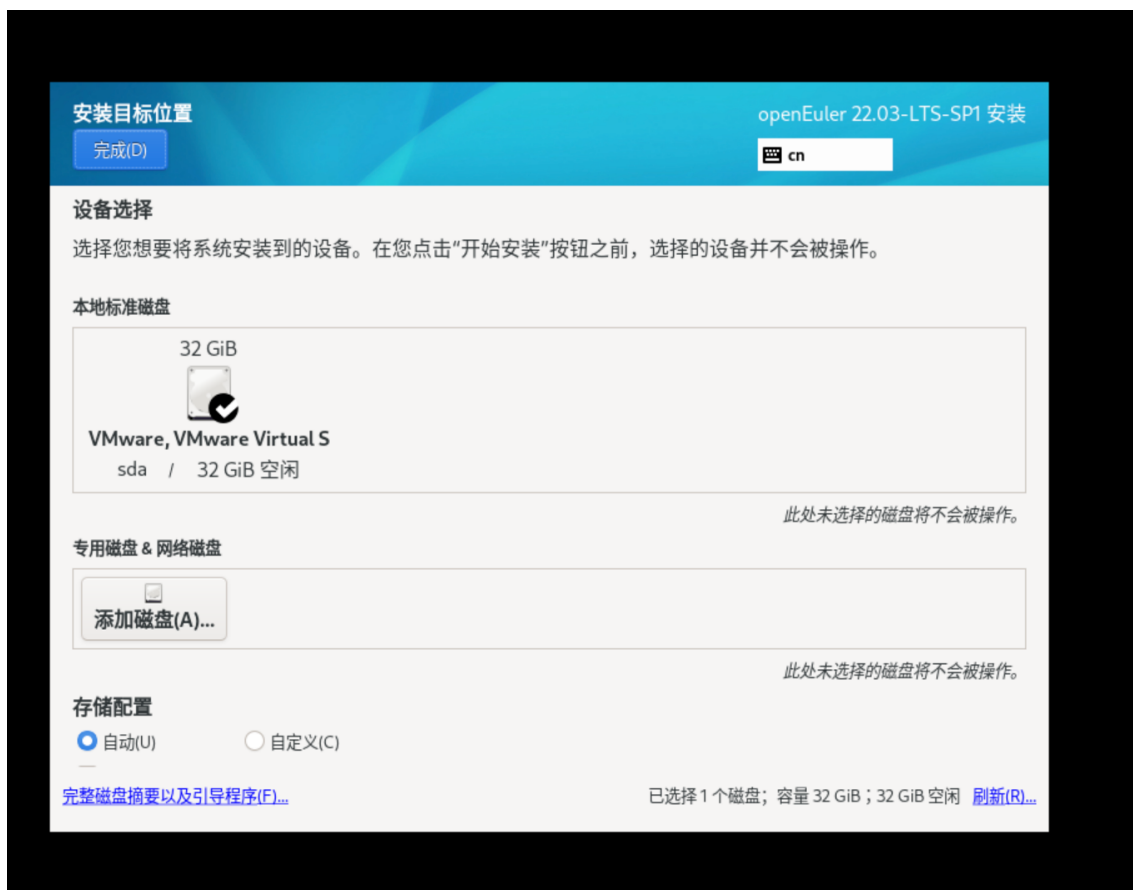 安装目标位置
openEuler 22.03-LTS-SP1 安装
完成(D)
cn
设备选择
选择您想要将系统安装到的设备。在您点击“开始安装”按钮之前，选择的设备并不会被操作。
本地标准磁盘
32 GiB
VMware, VMware Virtual S
sda / 32 GiB 空闲
此处未选择的磁盘将不会被操作。
专用磁盘 & 网络磁盘
添加磁盘(A)...
此处未选择的磁盘将不会被操作。
存储配置
自动(U) 自定义(C)
完整磁盘摘要以及引导程序(F)... 已选择 1 个磁盘；容量 32 GiB；32 GiB 空闲 刷新(R)...